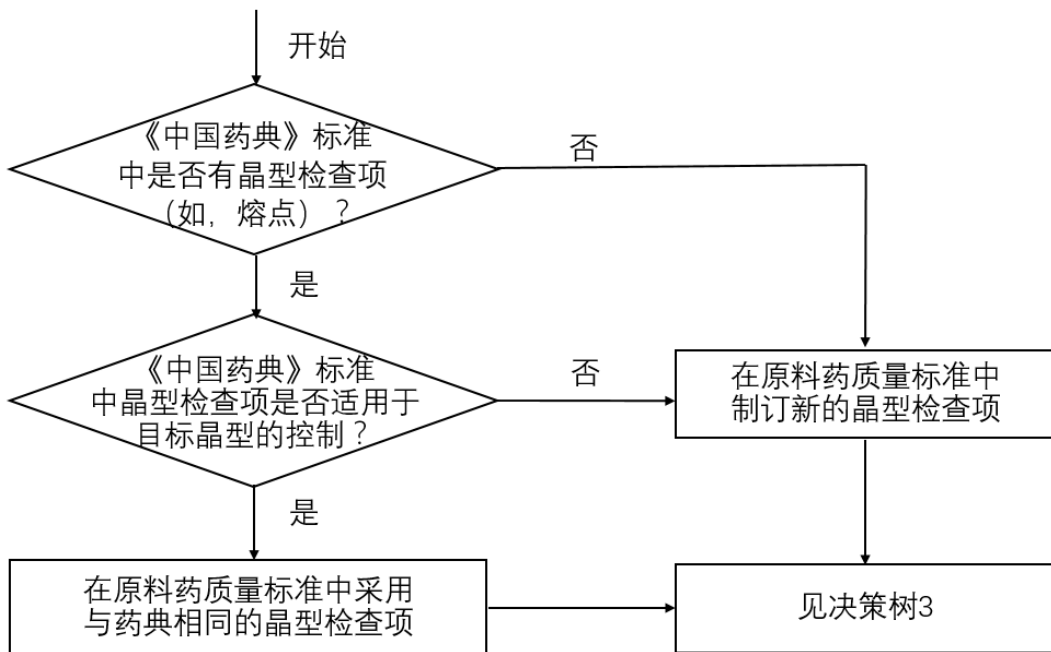 开始
《中国药典》标准
中是否有晶型检查项
（如，熔点）？
否
是
《中国药典》标准
中晶型检查项是否适用于
目标晶型的控制？
否
在原料药质量标准中
制订新的晶型检查项
是
在原料药质量标准中采用
与药典相同的晶型检查项
见决策树3